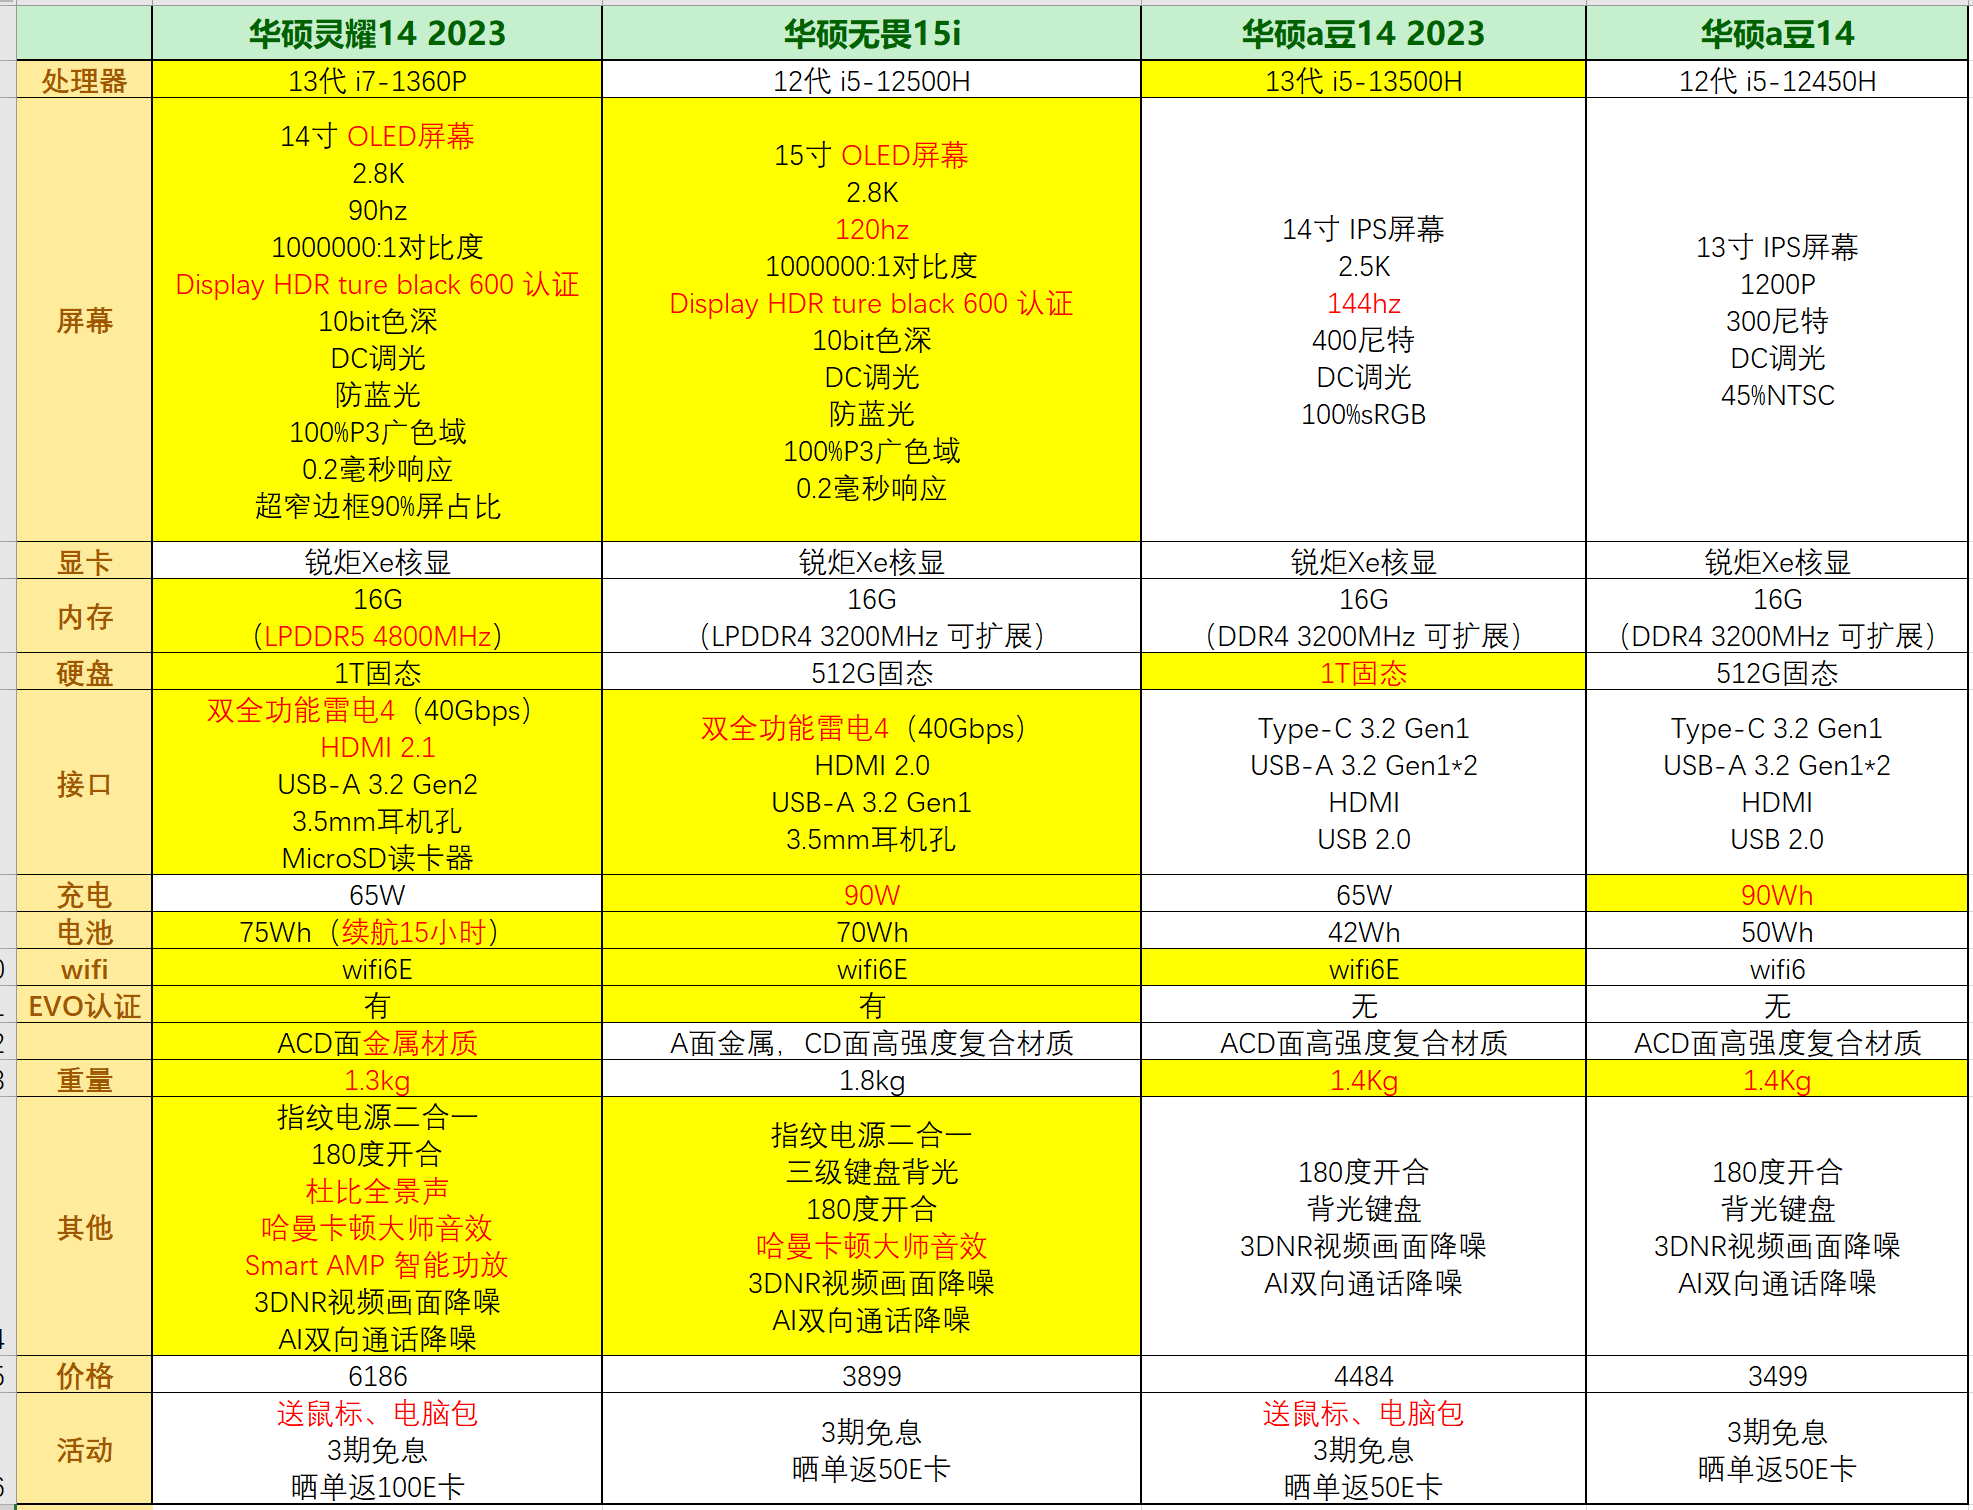 华硕灵耀14 2023
华硕无畏15i
华硕a豆14 2023
华硕a豆14
处理器
13代 i7-1360P
12代 i5-12500H
13代 i5-13500H
12代 i5-12450H
屏幕
14寸 OLED屏幕
2.8K
90hz
1000000:1对比度
Display HDR ture black 600 认证
10bit色深
DC调光
防蓝光
100%P3广色域
0.2毫秒响应
超窄边框90%屏占比
15寸 OLED屏幕
2.8K
120hz
1000000:1对比度
Display HDR ture black 600 认证
10bit色深
DC调光
防蓝光
100%P3广色域
0.2毫秒响应
14寸 IPS屏幕
2.5K
144hz
400尼特
DC调光
100%sRGB
13寸 IPS屏幕
1200P
300尼特
DC调光
45%NTSC
显卡
锐炬Xe核显
锐炬Xe核显
锐炬Xe核显
锐炬Xe核显
内存
16G
（LPDDR5 4800MHz）
16G
（LPDDR4 3200MHz 可扩展）
16G
（DDR4 3200MHz 可扩展）
16G
（DDR4 3200MHz 可扩展）
硬盘
1T固态
512G固态
1T固态
512G固态
接口
双全功能雷电4（40Gbps）
HDMI 2.1
USB-A 3.2 Gen2
3.5mm耳机孔
MicroSD读卡器
双全功能雷电4（40Gbps）
HDMI 2.0
USB-A 3.2 Gen1
3.5mm耳机孔
Type-C 3.2 Gen1
USB-A 3.2 Gen1*2
HDMI
USB 2.0
Type-C 3.2 Gen1
USB-A 3.2 Gen1*2
HDMI
USB 2.0
充电
65W
90W
65W
90Wh
电池
75Wh（续航15小时）
70Wh
42Wh
50Wh
wifi
wifi6E
wifi6E
wifi6E
wifi6
EVO认证
有
有
无
无
ACD面金属材质
A面金属，CD面高强度复合材质
ACD面高强度复合材质
ACD面高强度复合材质
重量
1.3kg
1.8kg
1.4Kg
1.4Kg
其他
指纹电源二合一
180度开合
杜比全景声
哈曼卡顿大师音效
Smart AMP 智能功放
3DNR视频画面降噪
AI双向通话降噪
指纹电源二合一
三级键盘背光
180度开合
哈曼卡顿大师音效
3DNR视频画面降噪
AI双向通话降噪
180度开合
背光键盘
3DNR视频画面降噪
AI双向通话降噪
180度开合
背光键盘
3DNR视频画面降噪
AI双向通话降噪
价格
6186
3899
4484
3499
活动
送鼠标、电脑包
3期免息
晒单返100E卡
3期免息
晒单返50E卡
送鼠标、电脑包
3期免息
晒单返50E卡
3期免息
晒单返50E卡